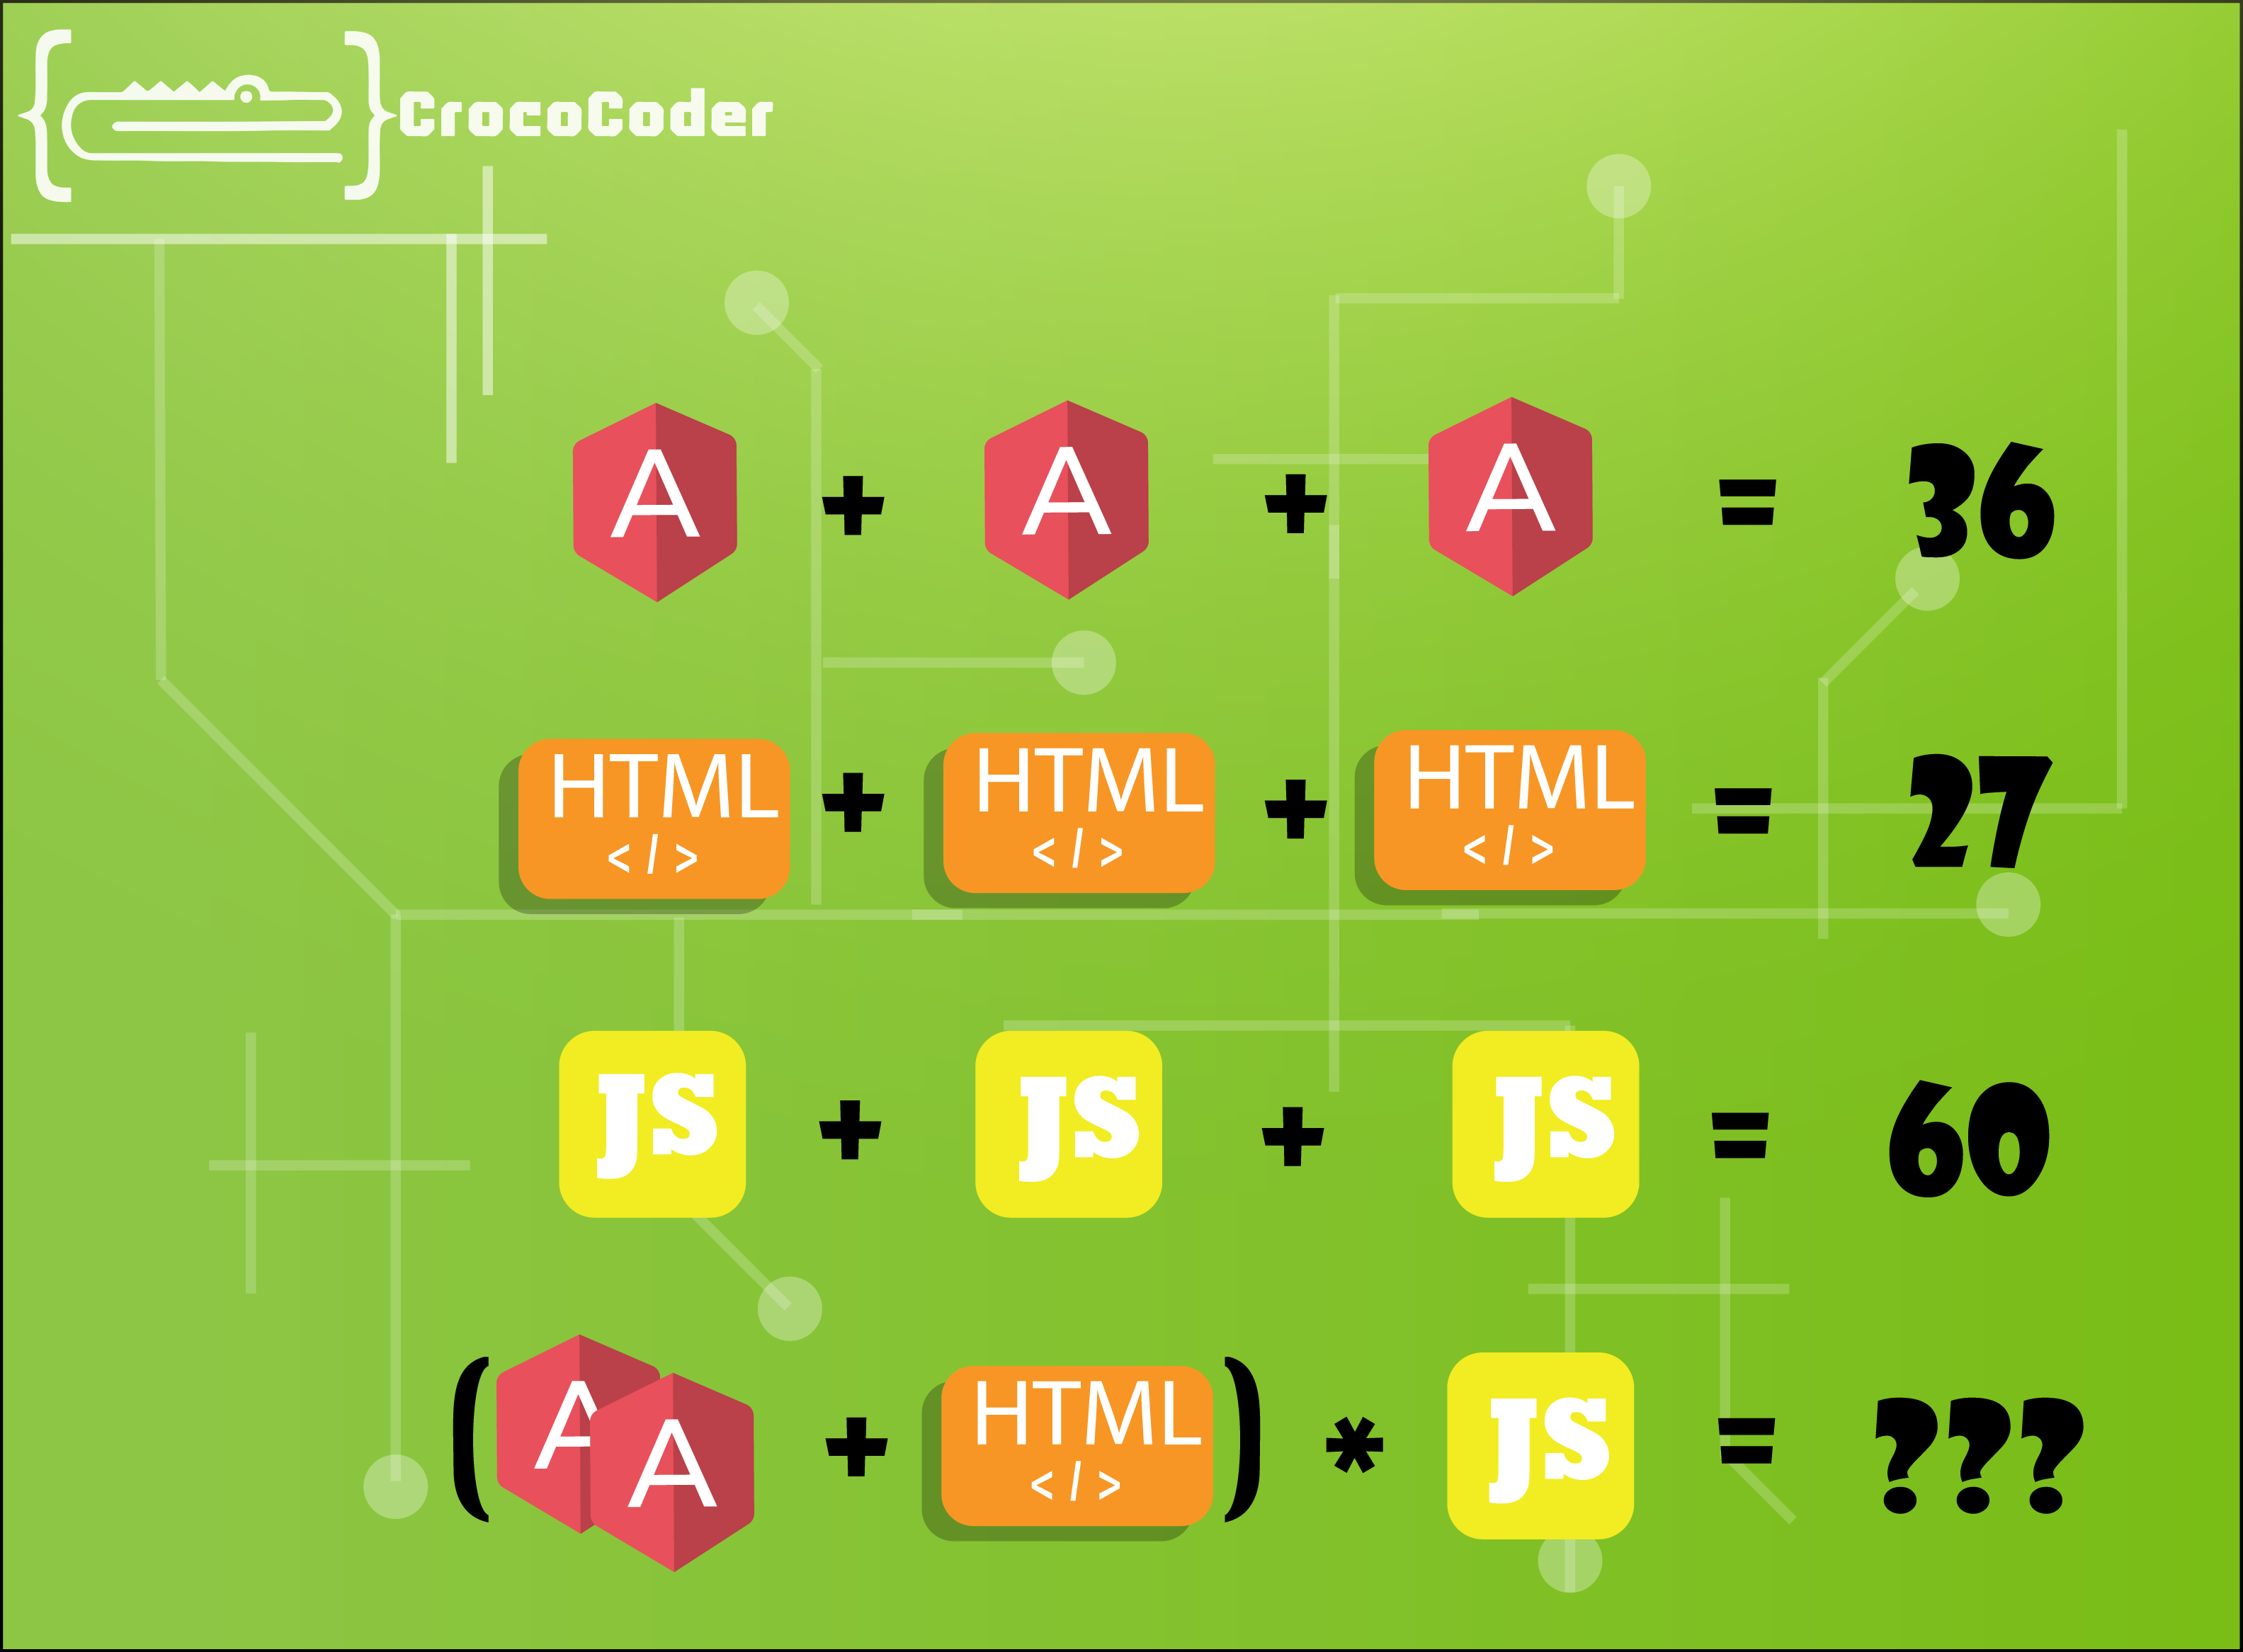 CrocoCoder
A + A + A = 36
HTML </> + HTML </> + HTML </> = 27
JS + JS + JS = 60
(A A + HTML </>) * JS = ???